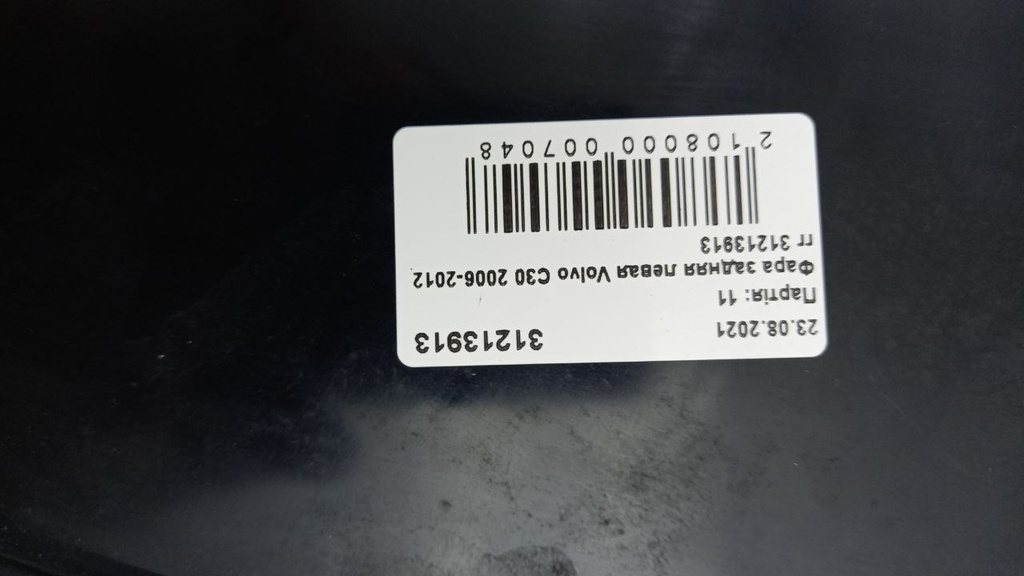 23.08.2021 31213913
Партія: 11
Фара задняя левая Volvo C30 2006-2012
гг 31213913
2 108000 007048